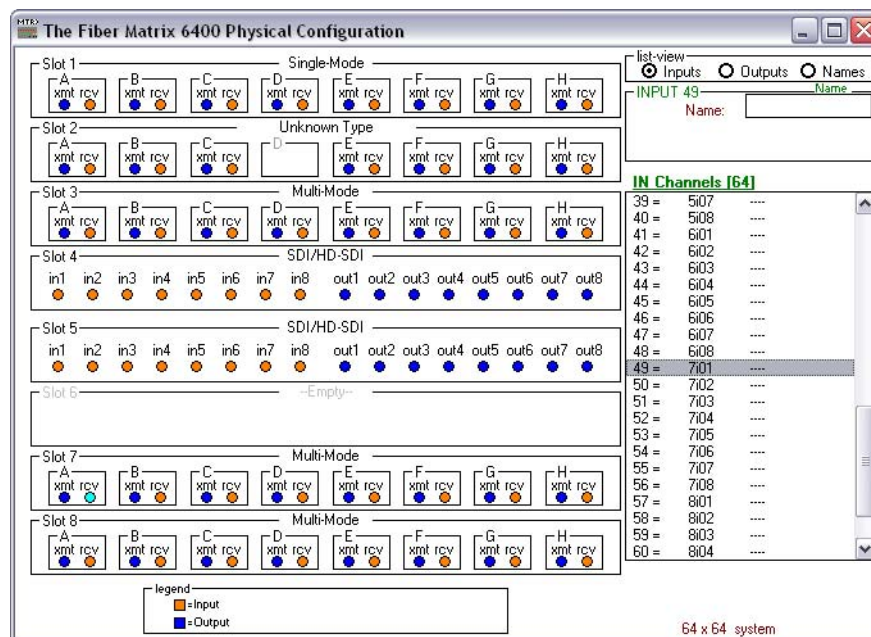 MTRX The Fiber Matrix 6400 Physical Configuration
Slot 1 Single-Mode
A B C D E F G H
xmt rcv xmt rcv xmt rcv xmt rcv xmt rcv xmt rcv xmt rcv xmt rcv
Slot 2 Unknown Type
A B C D E F G H
xmt rcv xmt rcv xmt rcv xmt rcv xmt rcv xmt rcv xmt rcv
Slot 3 Multi-Mode
A B C D E F G H
xmt rcv xmt rcv xmt rcv xmt rcv xmt rcv xmt rcv xmt rcv xmt rcv
Slot 4 SDI/HD-SDI
in1 in2 in3 in4 in5 in6 in7 in8 out1 out2 out3 out4 out5 out6 out7 out8
Slot 5 SDI/HD-SDI
in1 in2 in3 in4 in5 in6 in7 in8 out1 out2 out3 out4 out5 out6 out7 out8
Slot 6 --Empty--
Slot 7 Multi-Mode
A B C D E F G H
xmt rcv xmt rcv xmt rcv xmt rcv xmt rcv xmt rcv xmt rcv xmt rcv
Slot 8 Multi-Mode
A B C D E F G H
xmt rcv xmt rcv xmt rcv xmt rcv xmt rcv xmt rcv xmt rcv xmt rcv
legend
=Input
=Output
list-view
Inputs Outputs Names
INPUT 49 Name
Name:
IN Channels [64]
39 = 5i07 ----
40 = 5i08 ----
41 = 6i01 ----
42 = 6i02 ----
43 = 6i03 ----
44 = 6i04 ----
45 = 6i05 ----
46 = 6i06 ----
47 = 6i07 ----
48 = 6i08 ----
49 = 7i01 ----
50 = 7i02 ----
51 = 7i03 ----
52 = 7i04 ----
53 = 7i05 ----
54 = 7i06 ----
55 = 7i07 ----
56 = 7i08 ----
57 = 8i01 ----
58 = 8i02 ----
59 = 8i03 ----
60 = 8i04 ----
64 x 64 system